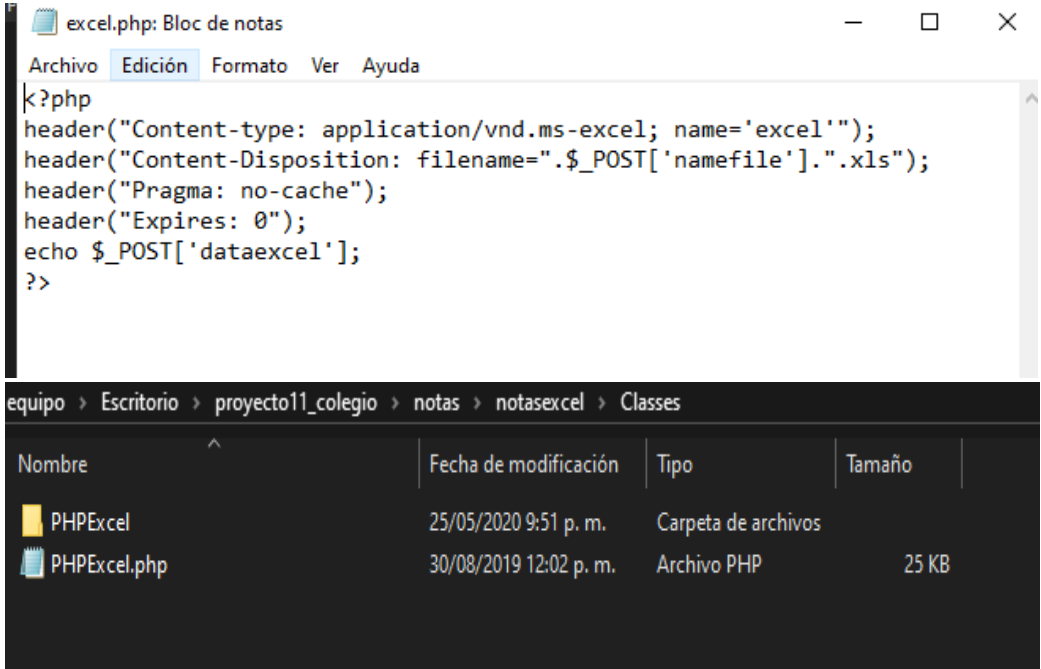 excel.php: Bloc de notas
Archivo Edición Formato Ver Ayuda
<?php
header("Content-type: application/vnd.ms-excel; name='excel'");
header("Content-Disposition: filename=".$_POST['namefile'].".xls");
header("Pragma: no-cache");
header("Expires: 0");
echo $_POST['dataexcel'];
?>
equipo > Escritorio > proyecto11_colegio > notas > notasexcel > Classes
Nombre Fecha de modificación Tipo Tamaño
PHPExcel 25/05/2020 9:51 p. m. Carpeta de archivos
PHPExcel.php 30/08/2019 12:02 p. m. Archivo PHP 25 KB